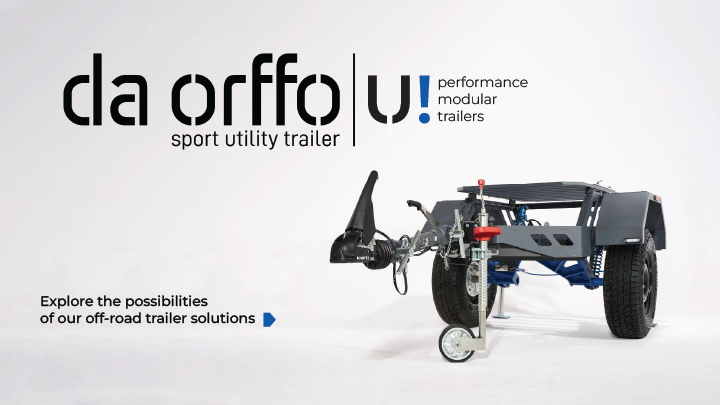 da orffo
sport utility trailer
u!
performance
modular
trailers
Explore the possibilities
of our off-road trailer solutions